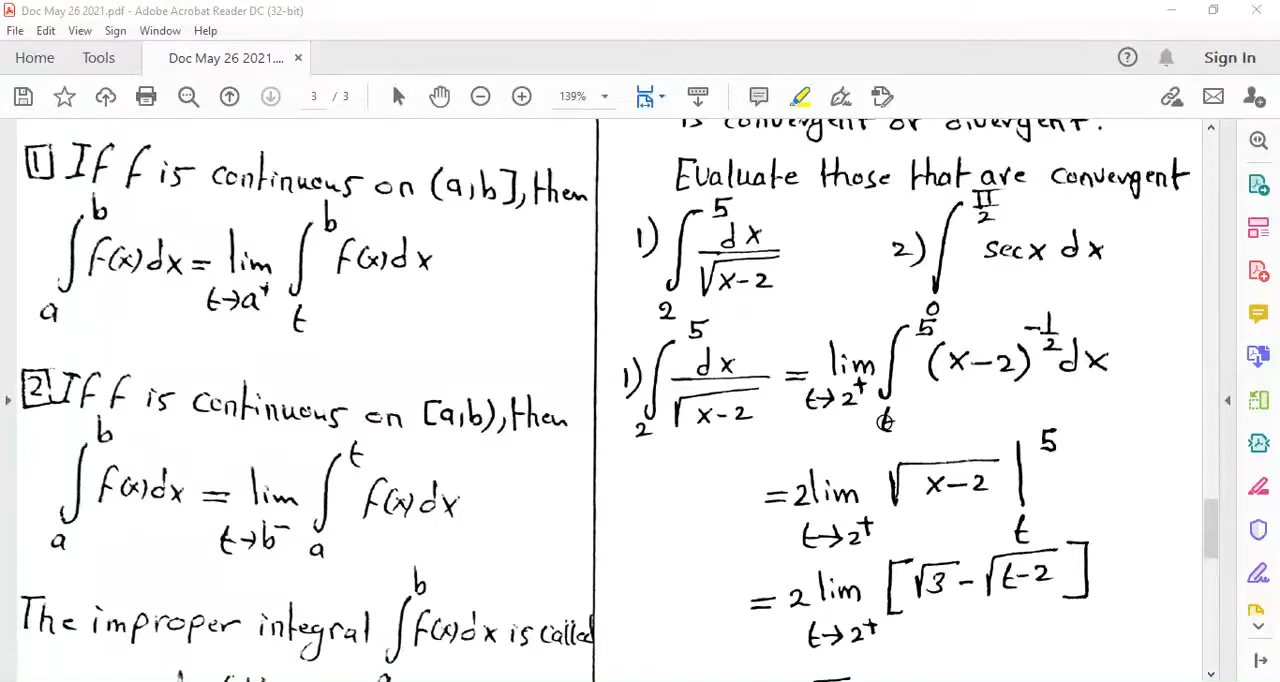 Doc May 26 2021.pdf - Adobe Acrobat Reader DC (32-bit)
File Edit View Sign Window Help
Home Tools Doc May 26 2021.... × Sign In
3 / 3 139%
1 If f is continuous on (a,b], then
∫_a^b f(x)dx = lim_{t→a⁺} ∫_t^b f(x)dx
2 If f is continuous on [a,b), then
∫_a^b f(x)dx = lim_{t→b⁻} ∫_a^t f(x)dx
The improper integral ∫_a^b f(x)dx is called
is convergent or divergent.
Evaluate those that are convergent
1) ∫_2^5 dx/√(x-2) 2) ∫_0^{π/2} sec x dx
1) ∫_2^5 dx/√(x-2) = lim_{t→2⁺} ∫_t^5 (x-2)^{-1/2} dx
= 2 lim_{t→2⁺} √(x-2) |_t^5
= 2 lim_{t→2⁺} [√3 - √(t-2)]